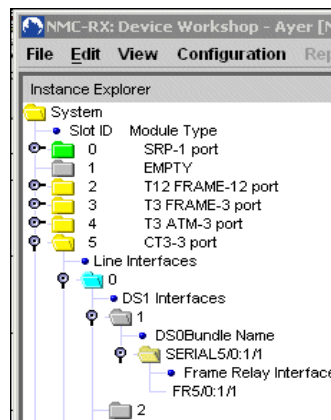 NMC-RX: Device Workshop - Ayer [N
File Edit View Configuration Rep
Instance Explorer
System
Slot ID Module Type
0 SRP-1 port
1 EMPTY
2 T12 FRAME-12 port
3 T3 FRAME-3 port
4 T3 ATM-3 port
5 CT3-3 port
Line Interfaces
0
DS1 Interfaces
1
DS0Bundle Name
SERIAL5/0:1/1
Frame Relay Interface
FR5/0:1/1
2